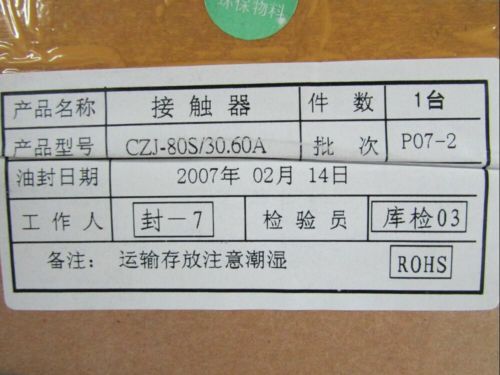 环保物料
产品名称 接触器 件数 1台
产品型号 CZJ-80S/30.60A 批次 P07-2
油封日期 2007年 02月 14日
工作人 封一7 检验员 库检03
备注: 运输存放注意潮湿 ROHS